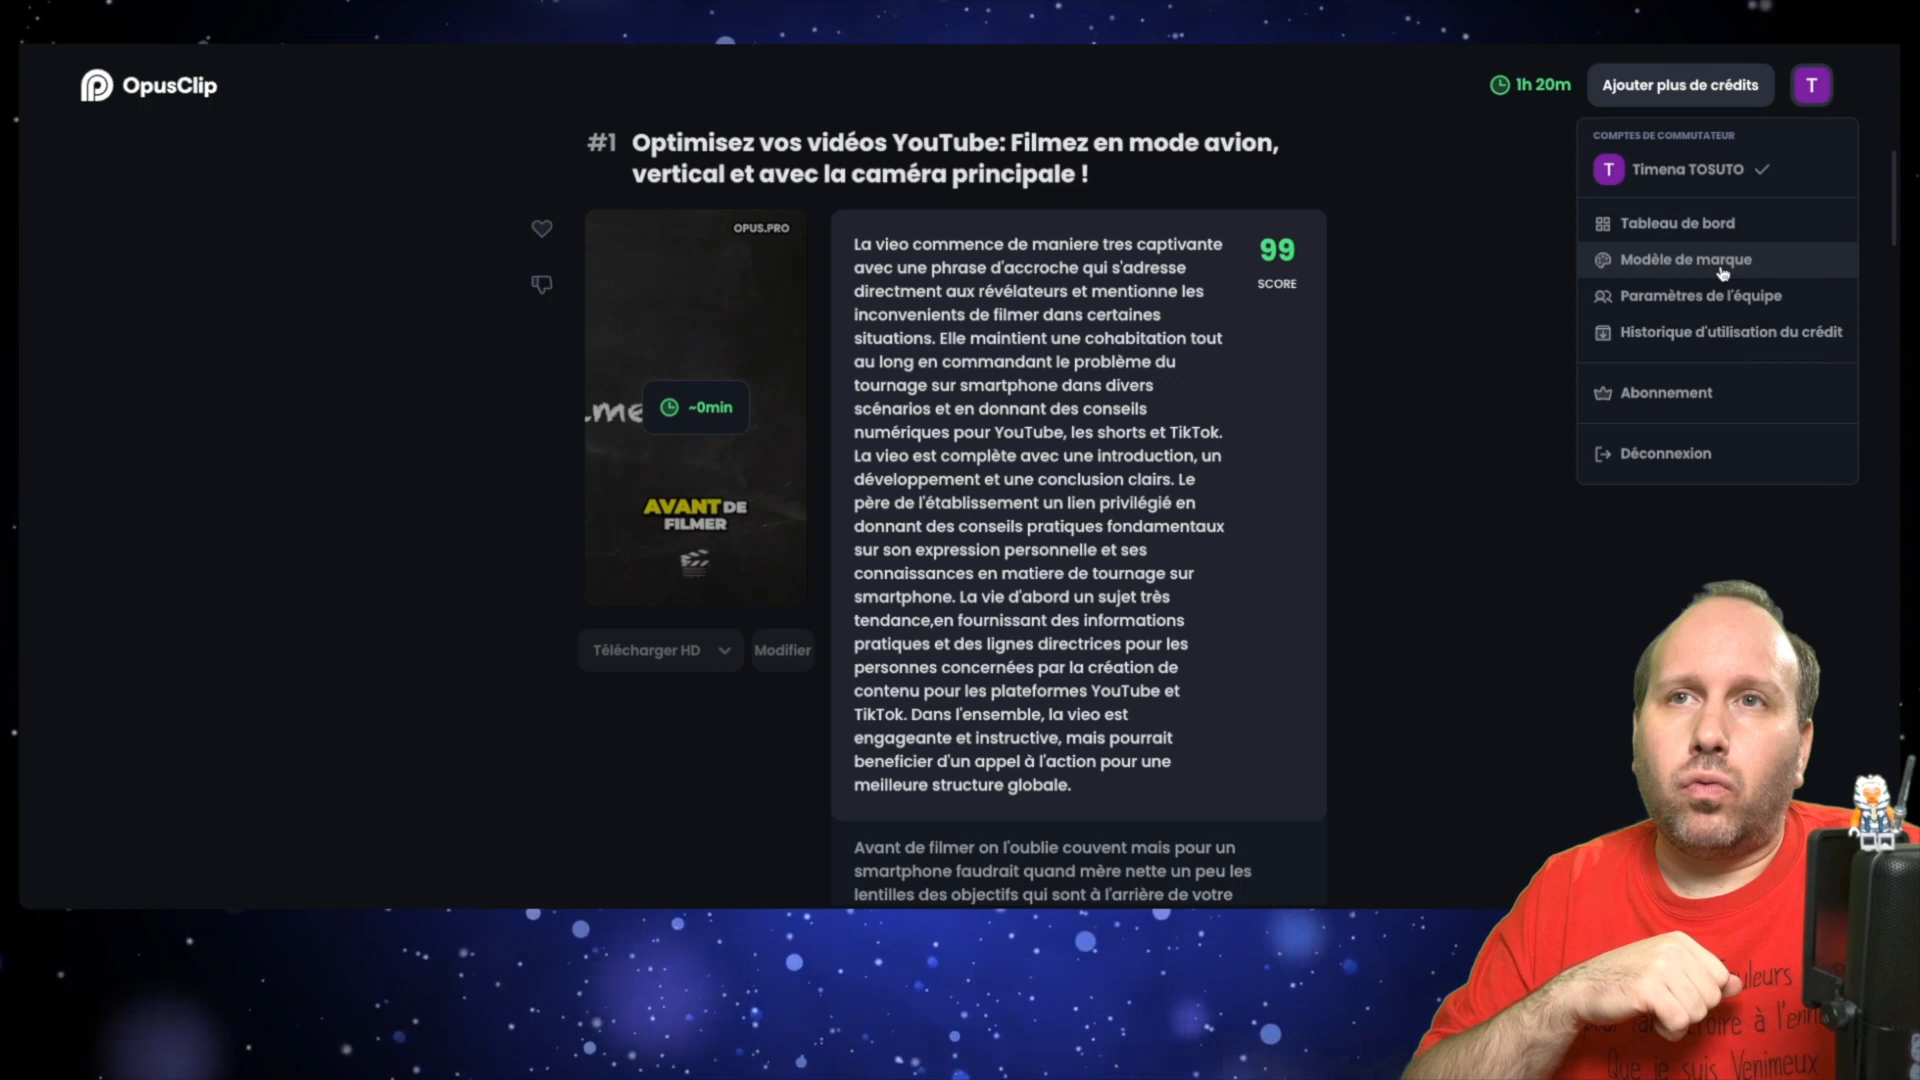 OpusClip
1h 20m
Ajouter plus de crédits
T
COMPTES DE COMMUTATEUR
T Timena TOSUTO
Tableau de bord
Modèle de marque
Paramètres de l'équipe
Historique d'utilisation du crédit
Abonnement
Déconnexion
#1 Optimisez vos vidéos YouTube: Filmez en mode avion,
vertical et avec la caméra principale !
OPUS.PRO
~0min
AVANT DE
FILMER
Télécharger HD
Modifier
La vieo commence de maniere tres captivante
avec une phrase d'accroche qui s'adresse
directment aux révélateurs et mentionne les
inconvenients de filmer dans certaines
situations. Elle maintient une cohabitation tout
au long en commandant le problème du
tournage sur smartphone dans divers
scénarios et en donnant des conseils
numériques pour YouTube, les shorts et TikTok.
La vieo est complète avec une introduction, un
développement et une conclusion clairs. Le
père de l'établissement un lien privilégié en
donnant des conseils pratiques fondamentaux
sur son expression personnelle et ses
connaissances en matiere de tournage sur
smartphone. La vie d'abord un sujet très
tendance,en fournissant des informations
pratiques et des lignes directrices pour les
personnes concernées par la création de
contenu pour les plateformes YouTube et
TikTok. Dans l'ensemble, la vieo est
engageante et instructive, mais pourrait
beneficier d'un appel à l'action pour une
meilleure structure globale.
99
SCORE
Avant de filmer on l'oublie couvent mais pour un
smartphone faudrait quand mère nette un peu les
lentilles des objectifs qui sont à l'arrière de votre
Que je suis Venimeux